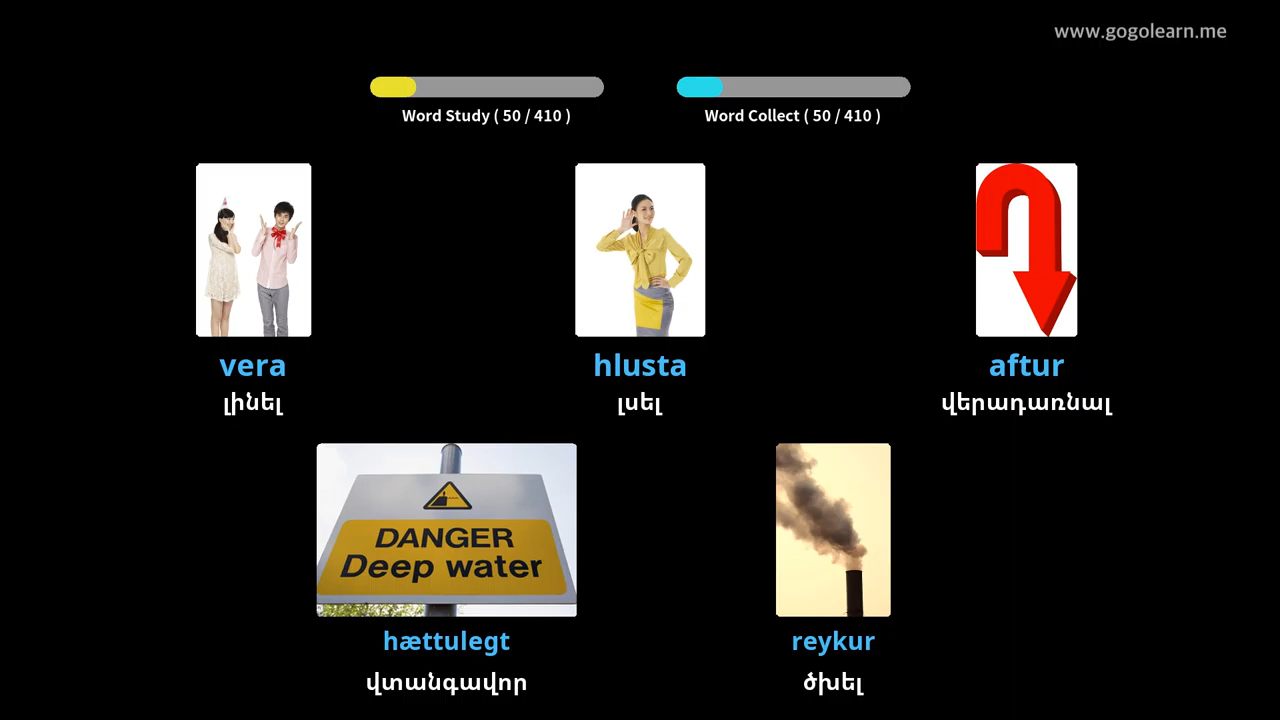 www.gogolearn.me
Word Study ( 50 / 410 )
Word Collect ( 50 / 410 )
vera
լինել
hlusta
լսել
aftur
վերադառնալ
DANGER
Deep water
hættulegt
վտանգավոր
reykur
ծխել